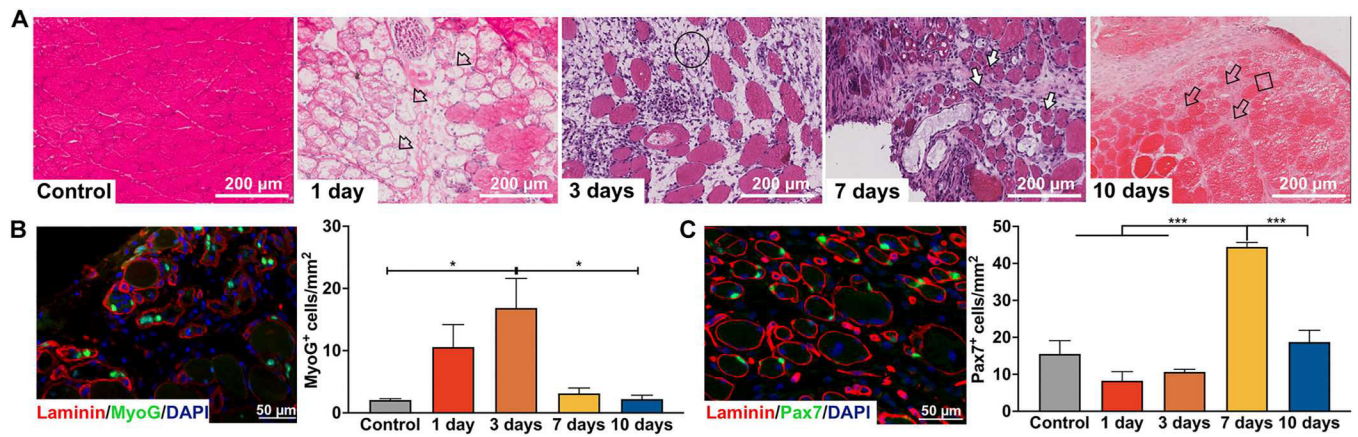 A
Control
200 µm
1 day
200 µm
3 days
200 µm
7 days
200 µm
10 days
200 µm
B
Laminin/MyoG/DAPI
50 µm
MyoG+ cells/mm2
30
20
10
0
*
*
Control 1 day 3 days 7 days 10 days
C
Laminin/Pax7/DAPI
50 µm
Pax7+ cells/mm2
50
40
30
20
10
0
***
***
Control 1 day 3 days 7 days 10 days